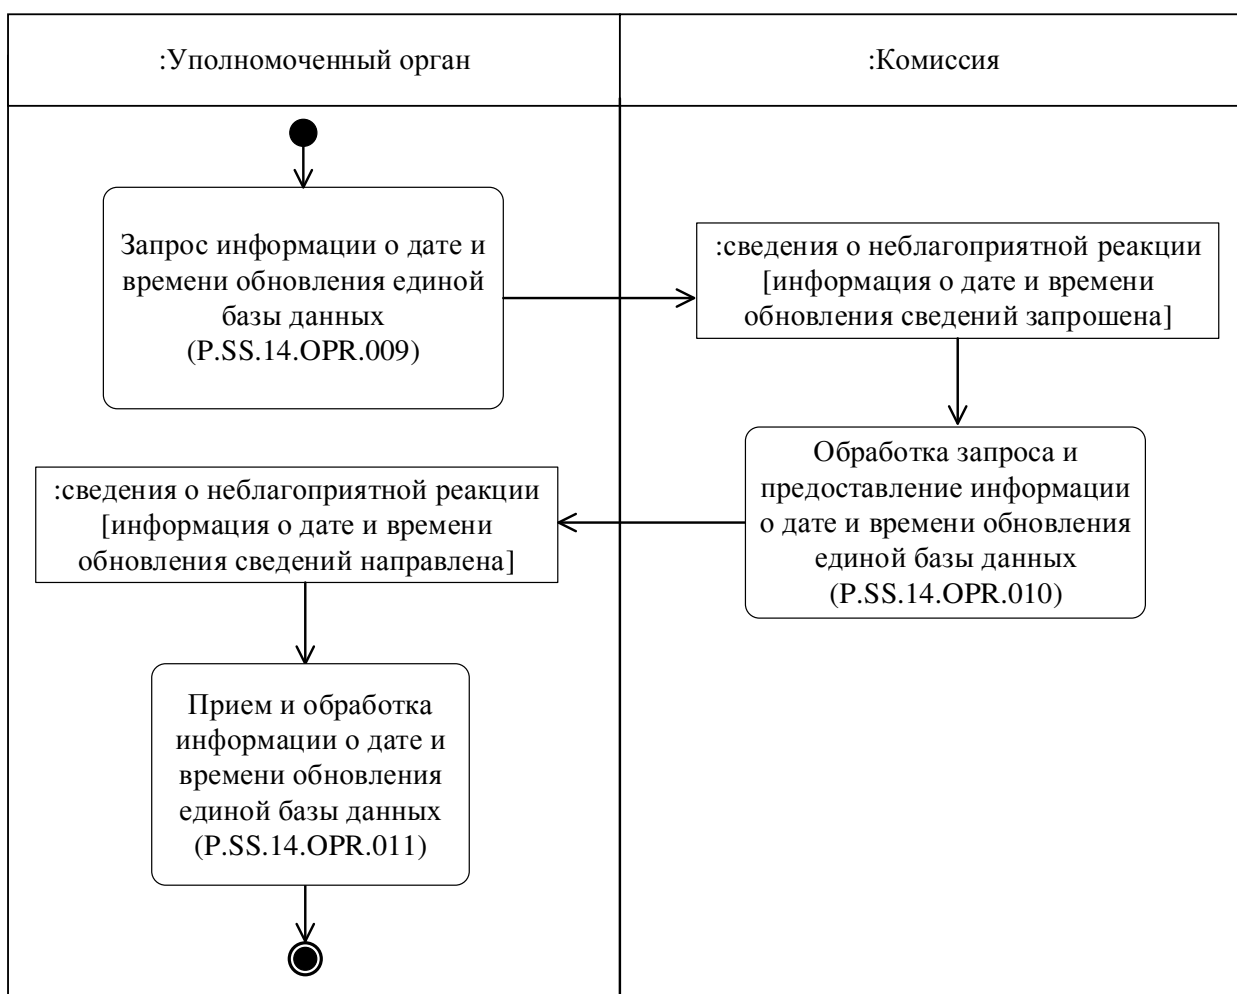 :Уполномоченный орган
:Комиссия
Запрос информации о дате и
времени обновления единой
базы данных
(P.SS.14.OPR.009)
:сведения о неблагоприятной реакции
[информация о дате и времени
обновления сведений запрошена]
Обработка запроса и
предоставление информации
о дате и времени обновления
единой базы данных
(P.SS.14.OPR.010)
:сведения о неблагоприятной реакции
[информация о дате и времени
обновления сведений направлена]
Прием и обработка
информации о дате и
времени обновления
единой базы данных
(P.SS.14.OPR.011)